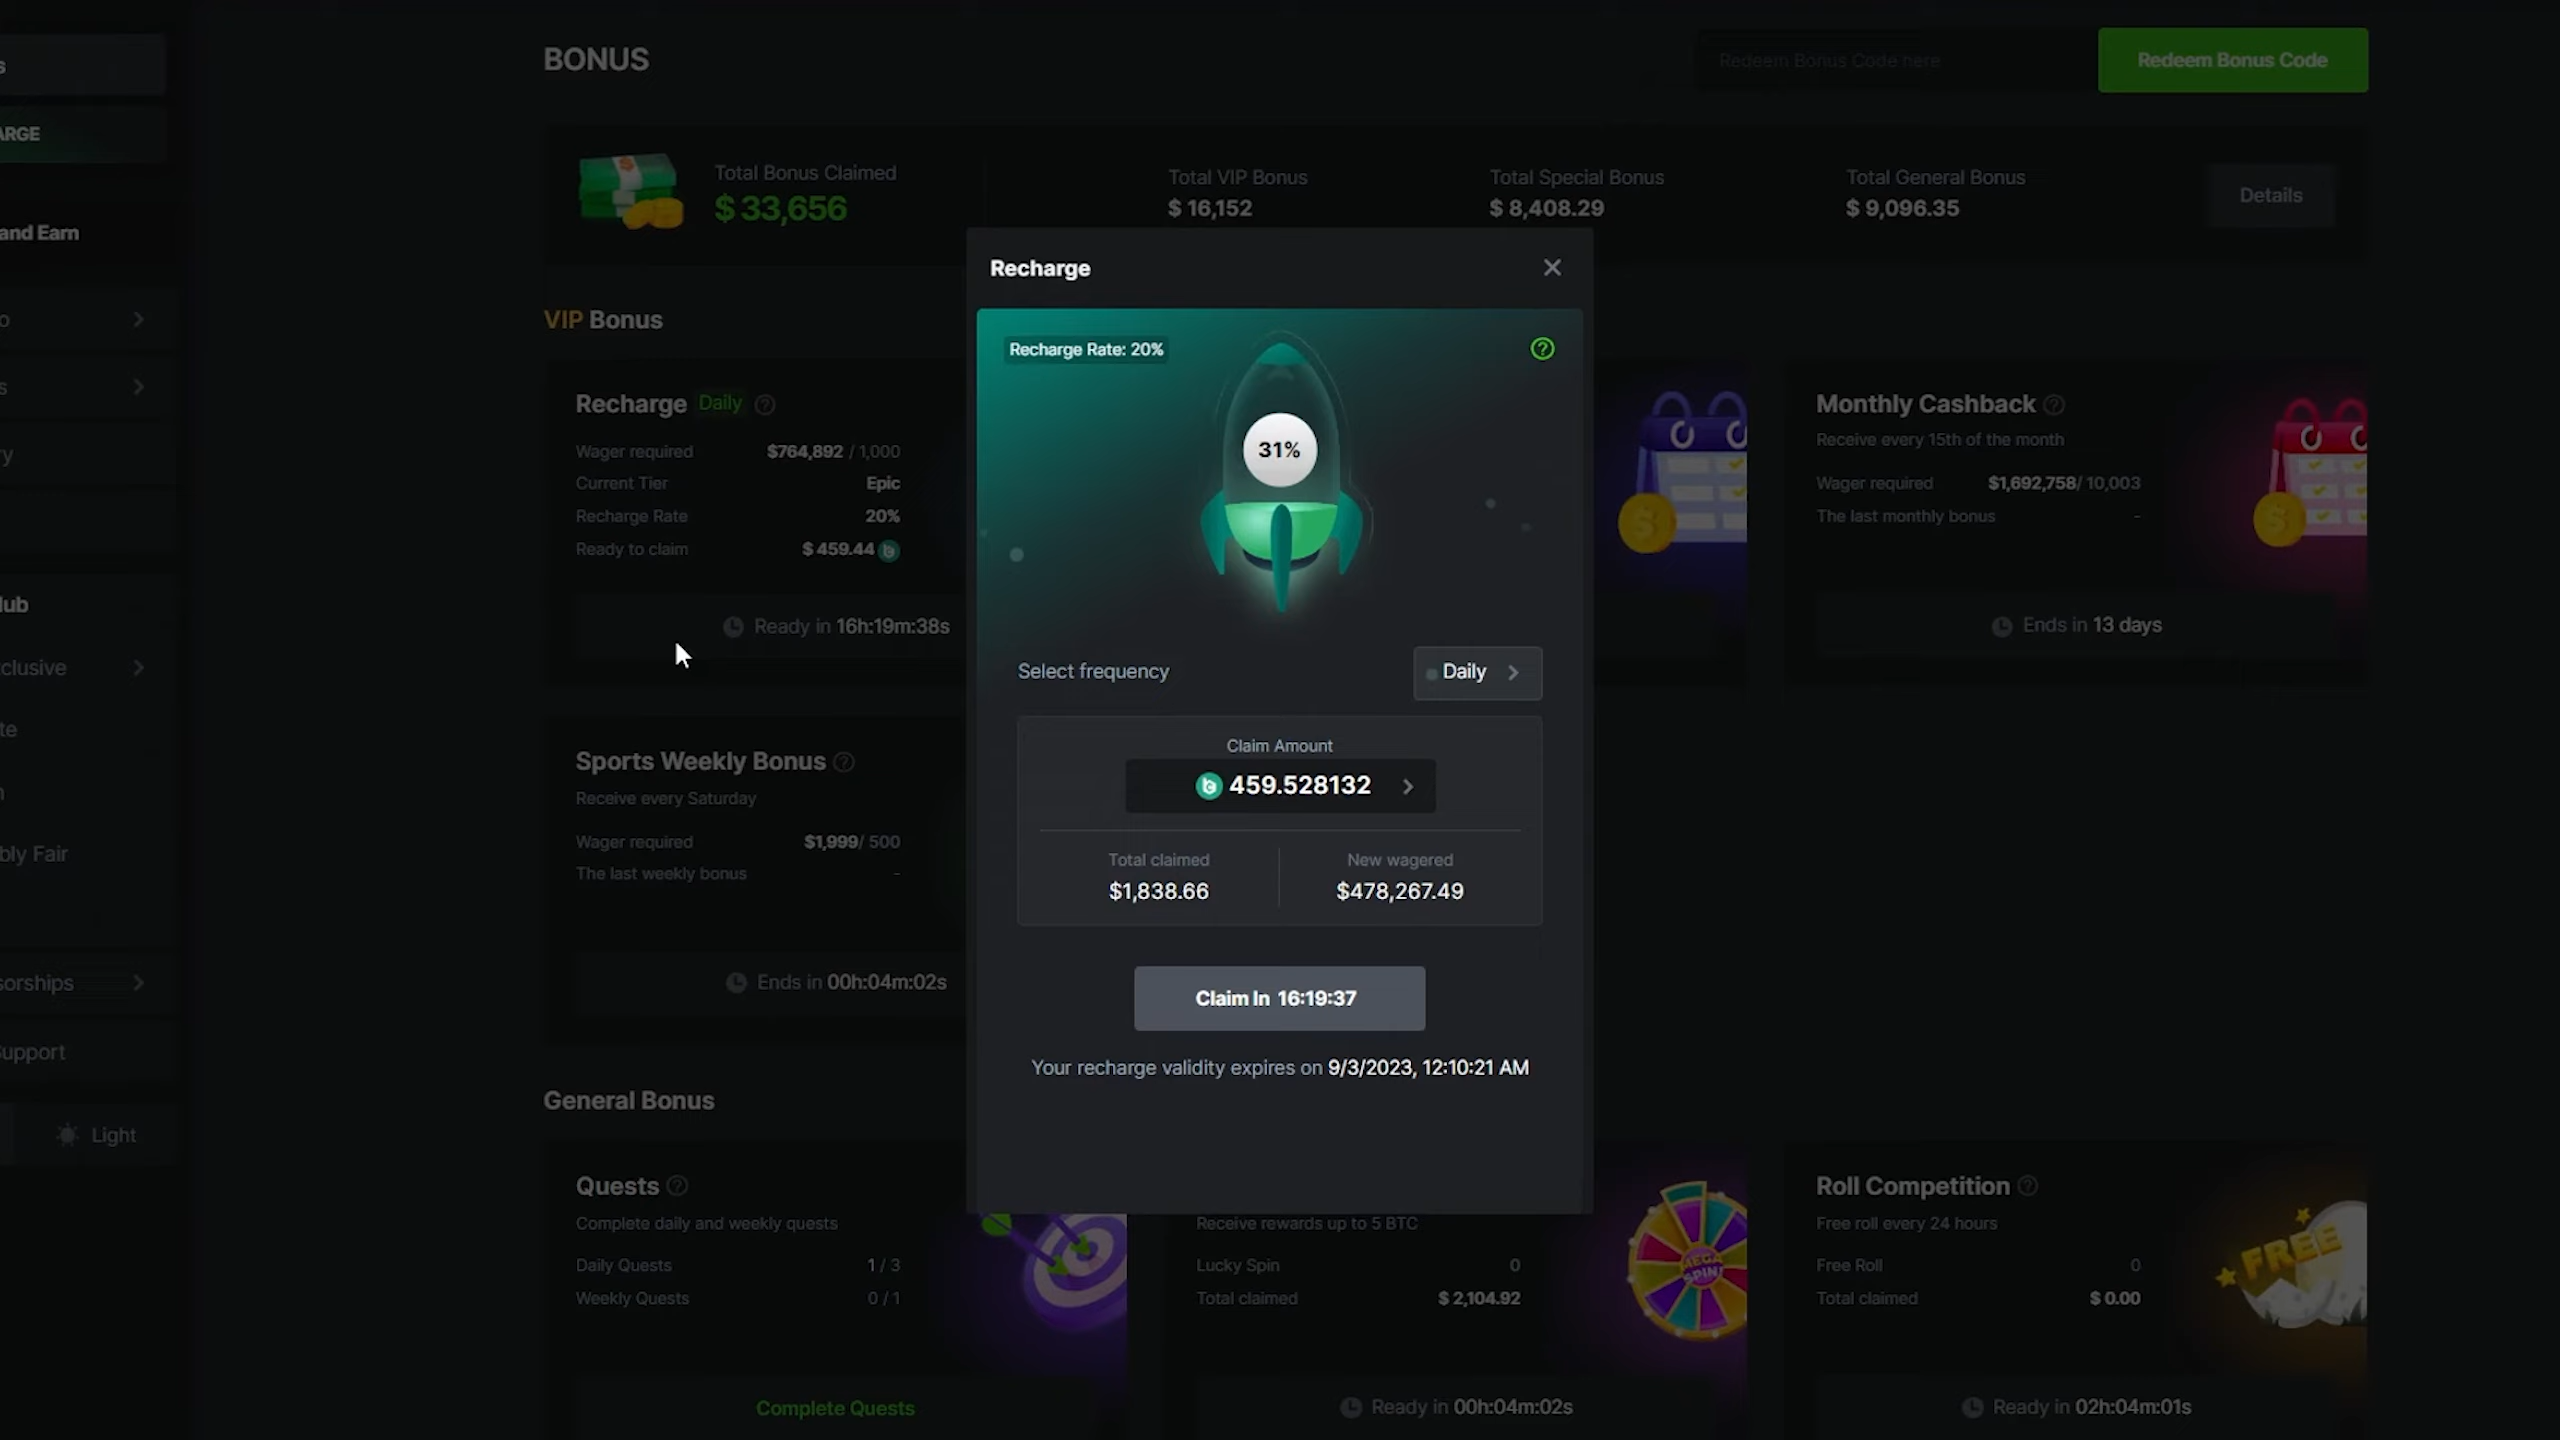 BONUS
Redeem Bonus Code here
Redeem Bonus Code
s
ARGE
and Earn
o
s
ry
lub
clusive
te
n
bly Fair
sorships
Support
Light
Total Bonus Claimed
$ 33,656
Total VIP Bonus
$ 16,152
Total Special Bonus
$ 8,408.29
Total General Bonus
$ 9,096.35
Details
VIP Bonus
Recharge Daily
Wager required $764,892 / 1,000
Current Tier Epic
Recharge Rate 20%
Ready to claim $ 459.44
Ready in 16h:19m:38s
Monthly Cashback
Receive every 15th of the month
Wager required $1,692,758/ 10,003
The last monthly bonus -
Ends in 13 days
Sports Weekly Bonus
Receive every Saturday
Wager required $1,999/ 500
The last weekly bonus -
Ends in 00h:04m:02s
Recharge
Recharge Rate: 20%
31%
Select frequency
Daily
Claim Amount
459.528132
Total claimed
$1,838.66
New wagered
$478,267.49
Claim In 16:19:37
Your recharge validity expires on 9/3/2023, 12:10:21 AM
General Bonus
Quests
Complete daily and weekly quests
Daily Quests 1 / 3
Weekly Quests 0 / 1
Complete Quests
Receive rewards up to 5 BTC
Lucky Spin 0
Total claimed $ 2,104.92
MEGA
SPIN!
Ready in 00h:04m:02s
Roll Competition
Free roll every 24 hours
Free Roll 0
Total claimed $ 0.00
FREE
Ready in 02h:04m:01s